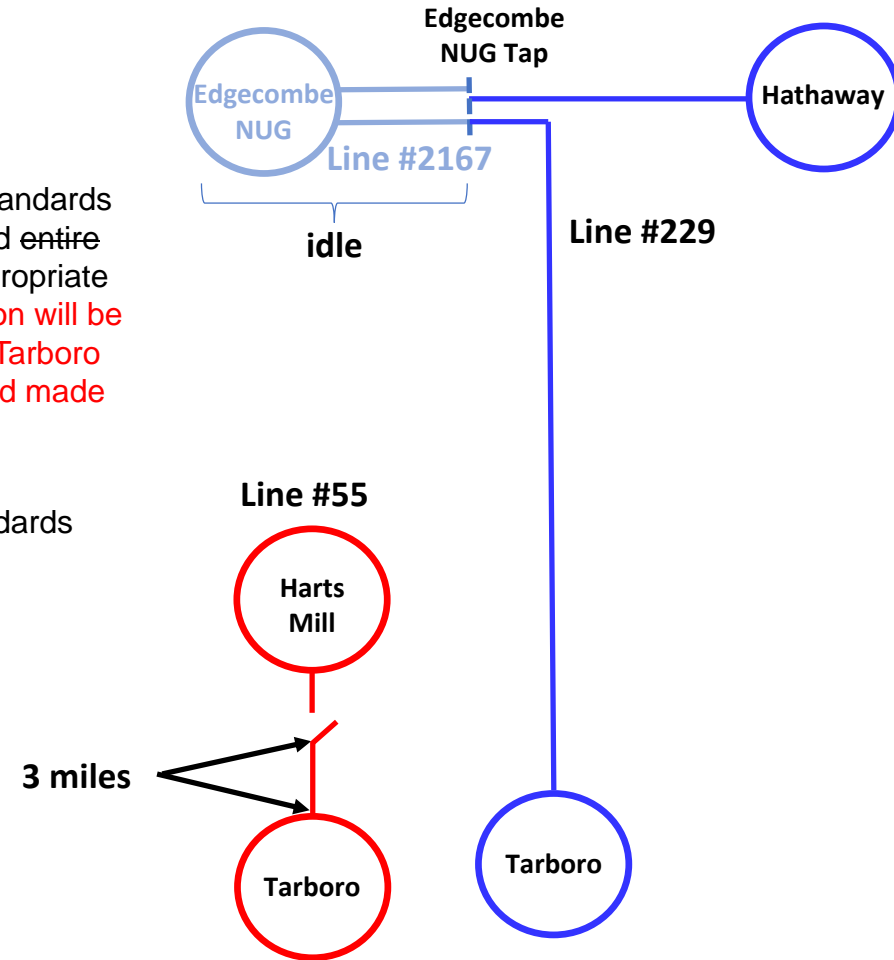 Edgecombe
NUG Tap
Edgecombe
NUG
Hathaway
Line #2167
idle
Line #229
andards
d entire
ropriate
on will be
Tarboro
d made
dards
Line #55
Harts
Mill
3 miles
Tarboro
Tarboro